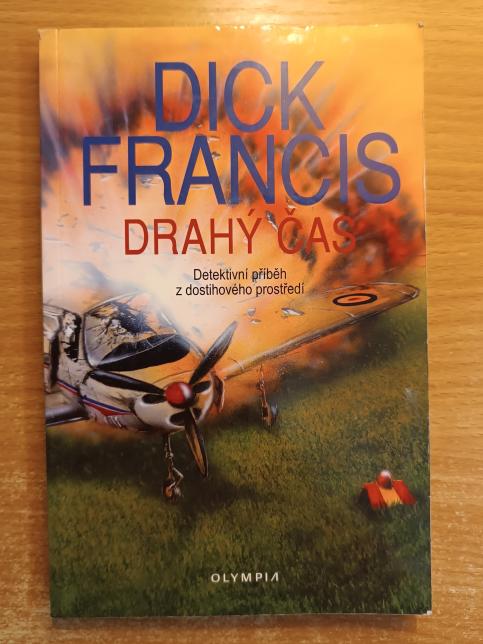 DICK
FRANCIS
DRAHÝ ČAS
Detektivní příběh
z dostihového prostředí
OLYMPIA